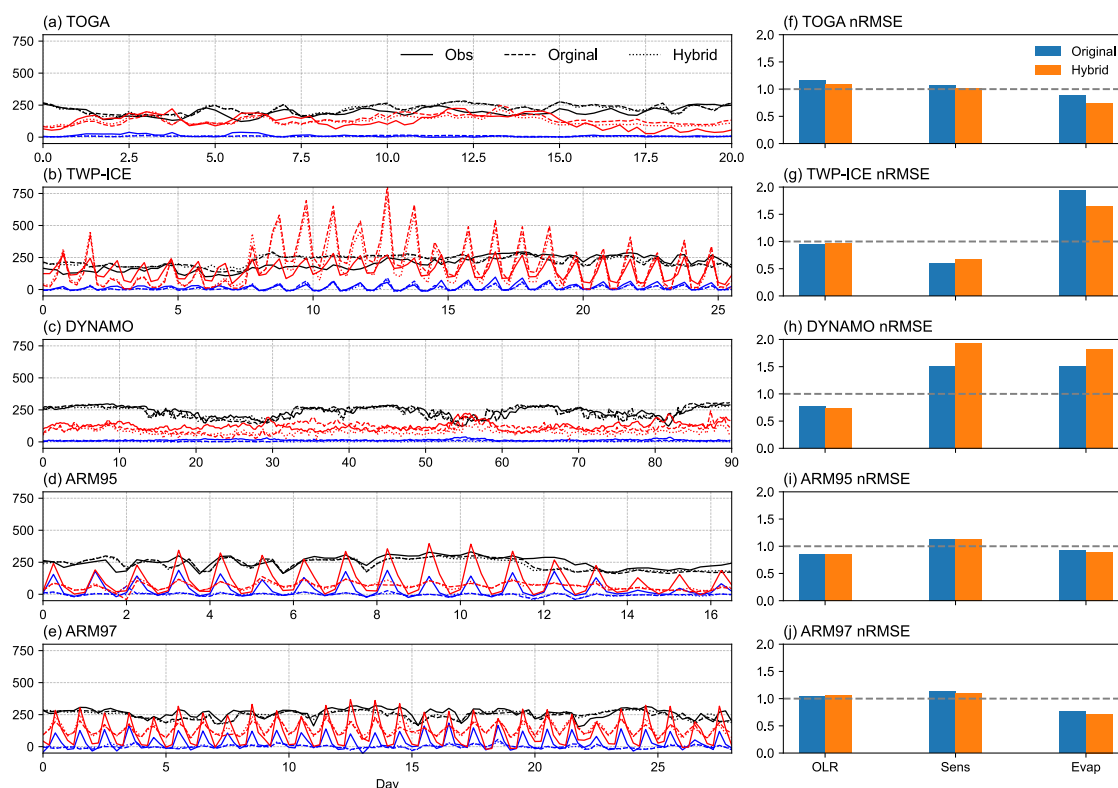 (a) TOGA
750
500
250
0
Obs
Orginal
Hybrid
0.0 2.5 5.0 7.5 10.0 12.5 15.0 17.5 20.0
(f) TOGA nRMSE
2.0
1.5
1.0
0.5
0.0
Original
Hybrid
(b) TWP-ICE
750
500
250
0
0 5 10 15 20 25
(g) TWP-ICE nRMSE
2.0
1.5
1.0
0.5
0.0
(c) DYNAMO
750
500
250
0
0 10 20 30 40 50 60 70 80 90
(h) DYNAMO nRMSE
2.0
1.5
1.0
0.5
0.0
(d) ARM95
750
500
250
0
0 2 4 6 8 10 12 14 16
(i) ARM95 nRMSE
2.0
1.5
1.0
0.5
0.0
(e) ARM97
750
500
250
0
0 5 10 15 20 25
Day
(j) ARM97 nRMSE
2.0
1.5
1.0
0.5
0.0
OLR Sens Evap